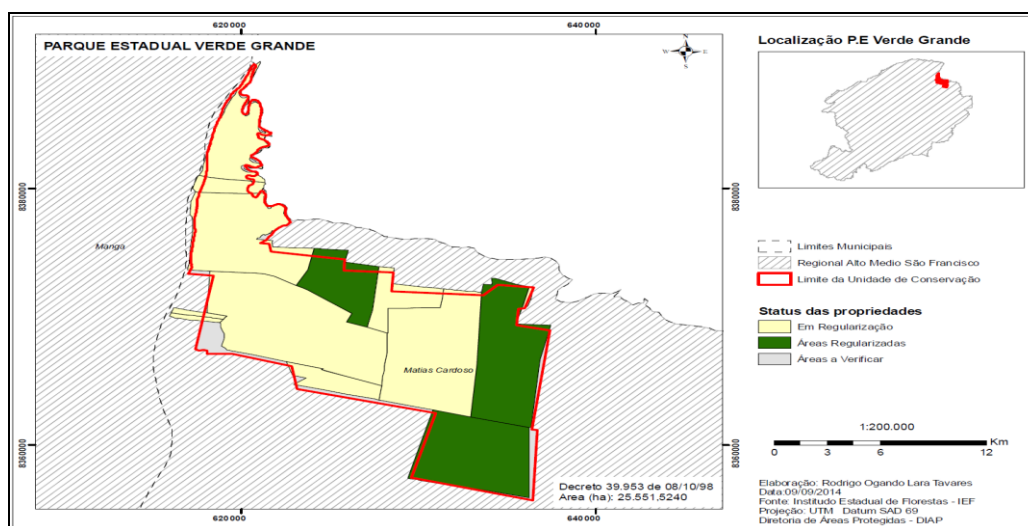 620000
640000
PARQUE ESTADUAL VERDE GRANDE
N
W E
S
Localização P.E Verde Grande
8380000
8380000
Manga
Limites Municipais
Regional Alto Medio São Francisco
Limite da Unidade de Conservação
Status das propriedades
Em Regularização
Áreas Regularizadas
Áreas a Verificar
Matias Cardoso
1:200.000
Km
0 3 6 12
8360000
8360000
Decreto 39.953 de 08/10/98
Area (ha): 25.551,5240
Elaboração: Rodrigo Ogando Lara Tavares
Data:09/09/2014
Fonte: Instituto Estadual de Florestas - IEF
Projeção: UTM Datum SAD 69
Diretoria de Áreas Protegidas - DIAP
620000
640000